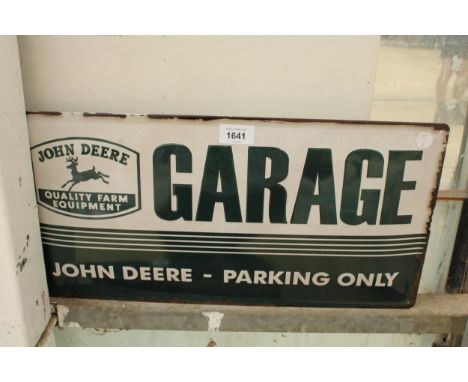 1641
JOHN DEERE
QUALITY FARM
EQUIPMENT
GARAGE
JOHN DEERE - PARKING ONLY